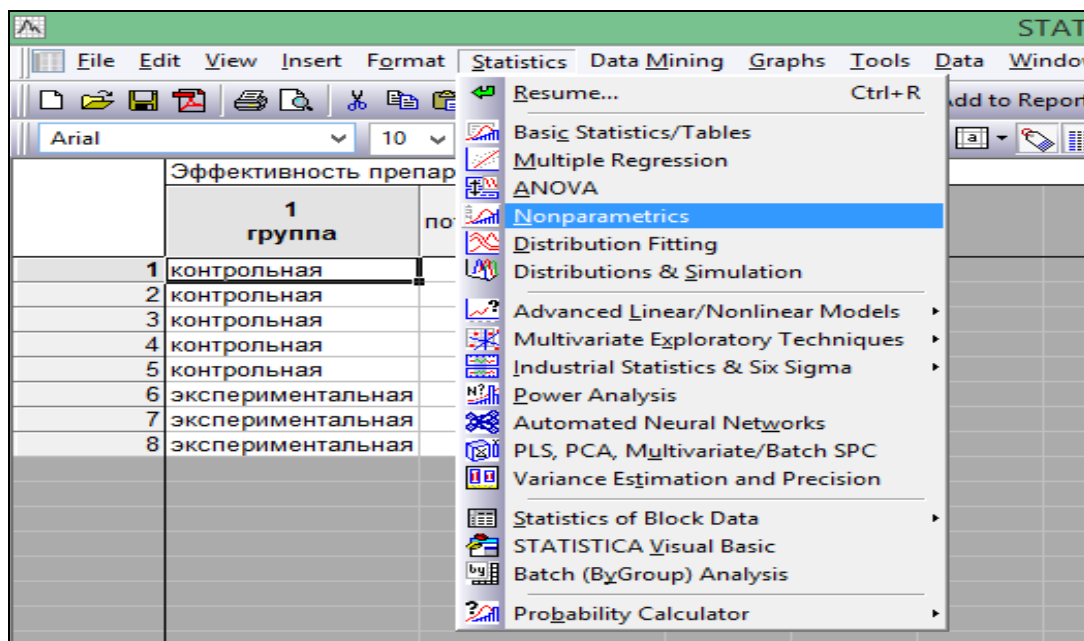 STAT
File Edit View Insert Format Statistics Data Mining Graphs Tools Data Windo
Resume... Ctrl+R
Add to Report
Arial 10
Basic Statistics/Tables
Multiple Regression
ANOVA
Nonparametrics
Distribution Fitting
Distributions & Simulation
Advanced Linear/Nonlinear Models
Multivariate Exploratory Techniques
Industrial Statistics & Six Sigma
Power Analysis
Automated Neural Networks
PLS, PCA, Multivariate/Batch SPC
Variance Estimation and Precision
Statistics of Block Data
STATISTICA Visual Basic
Batch (ByGroup) Analysis
Probability Calculator
Эффективность препар
1
группа
по
1 контрольная
2 контрольная
3 контрольная
4 контрольная
5 контрольная
6 экспериментальная
7 экспериментальная
8 экспериментальная